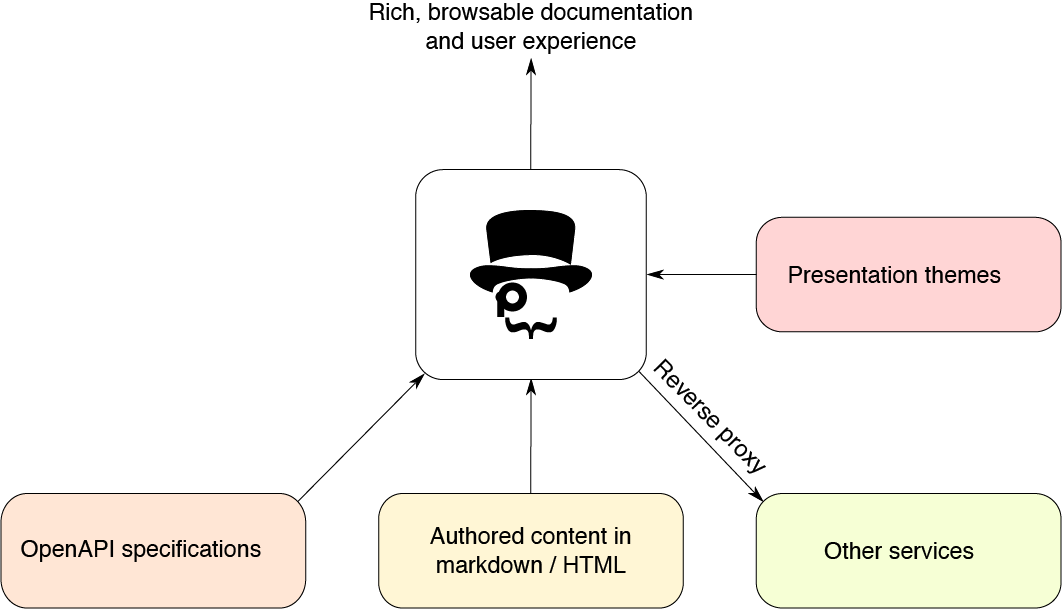 Rich, browsable documentation
and user experience
Presentation themes
Reverse proxy
OpenAPI specifications
Authored content in
markdown / HTML
Other services